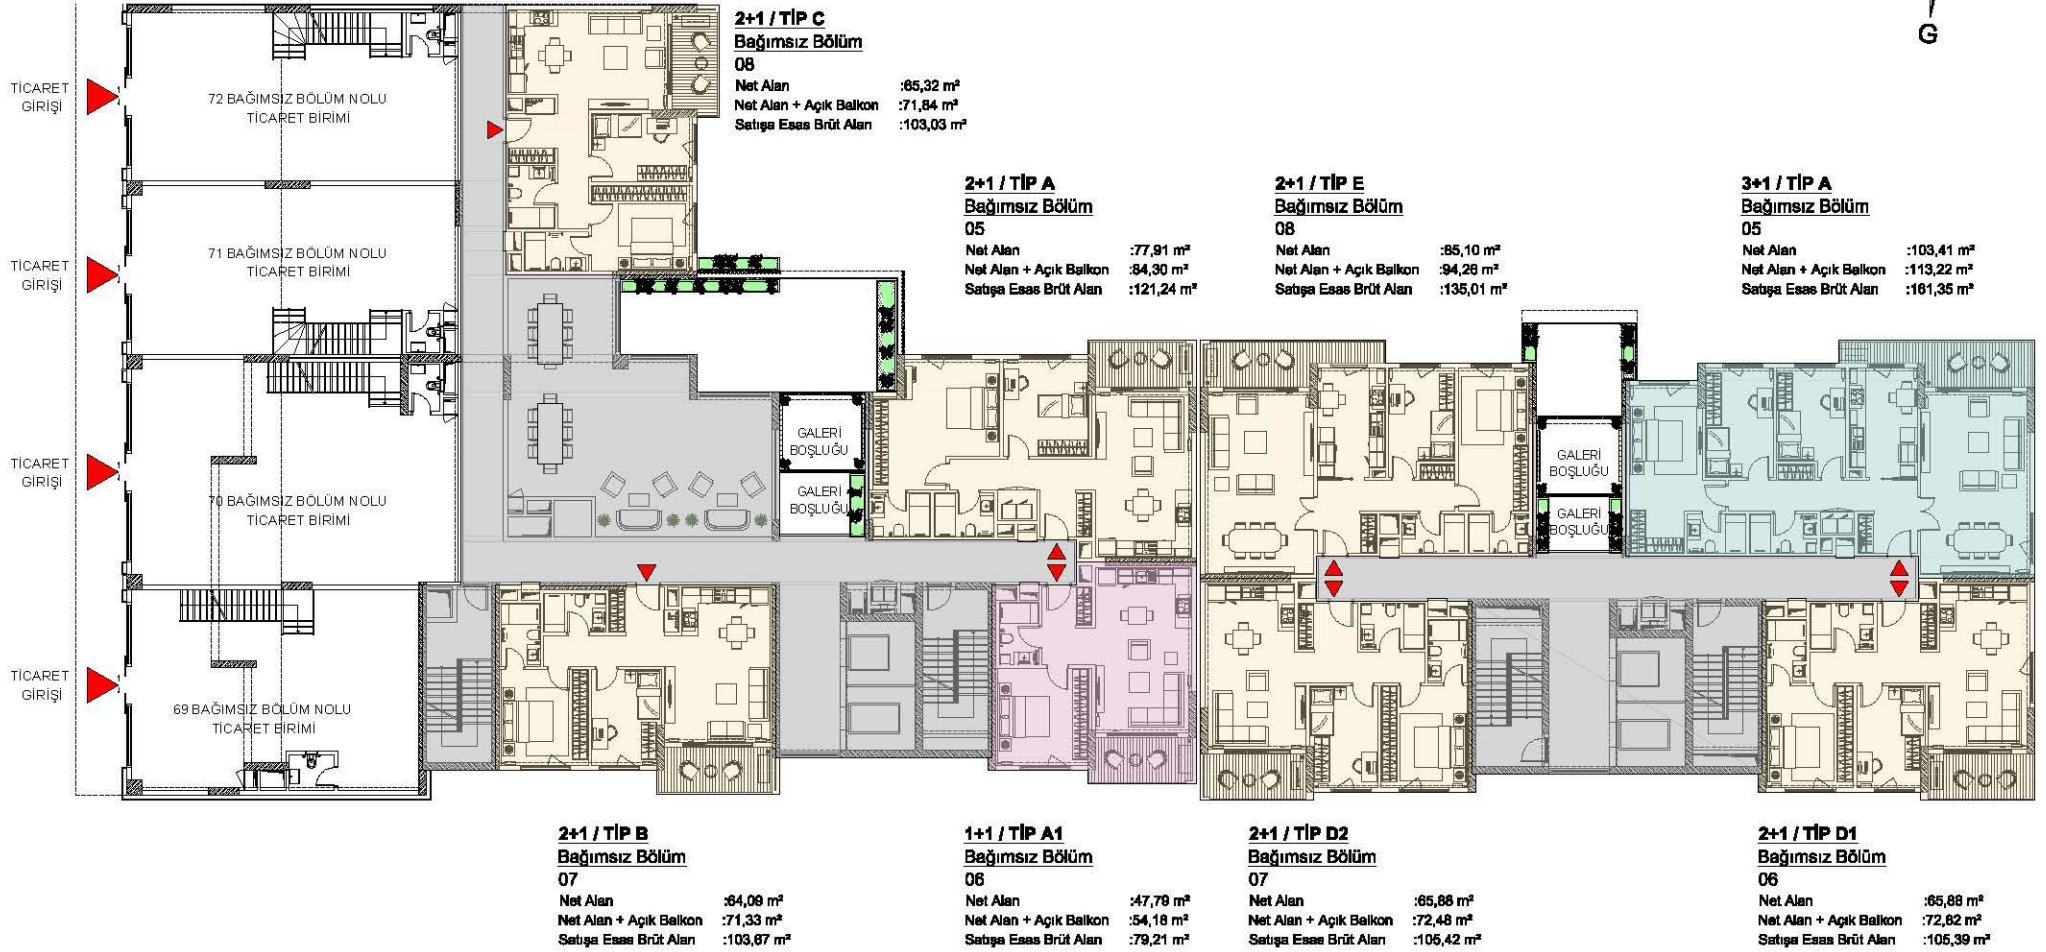 G
2+1 / TİP C
Bağımsız Bölüm
08
Net Alan :65,32 m²
Net Alan + Açık Balkon :71,84 m²
Satışa Esas Brüt Alan :103,03 m²
TİCARET
GİRİŞİ
72 BAĞIMSIZ BÖLÜM NOLU
TİCARET BİRİMİ
2+1 / TİP A
Bağımsız Bölüm
05
Net Alan :77,91 m²
Net Alan + Açık Balkon :84,30 m²
Satışa Esas Brüt Alan :121,24 m²
2+1 / TİP E
Bağımsız Bölüm
08
Net Alan :85,10 m²
Net Alan + Açık Balkon :94,26 m²
Satışa Esas Brüt Alan :135,01 m²
3+1 / TİP A
Bağımsız Bölüm
05
Net Alan :103,41 m²
Net Alan + Açık Balkon :113,22 m²
Satışa Esas Brüt Alan :161,35 m²
TİCARET
GİRİŞİ
71 BAĞIMSIZ BÖLÜM NOLU
TİCARET BİRİMİ
GALERİ
BOŞLUĞU
GALERİ
BOŞLUĞU
GALERİ
BOŞLUĞU
GALERİ
BOŞLUĞU
TİCARET
GİRİŞİ
70 BAĞIMSIZ BÖLÜM NOLU
TİCARET BİRİMİ
TİCARET
GİRİŞİ
69 BAĞIMSIZ BÖLÜM NOLU
TİCARET BİRİMİ
2+1 / TİP B
Bağımsız Bölüm
07
Net Alan :64,09 m²
Net Alan + Açık Balkon :71,33 m²
Satışa Esas Brüt Alan :103,67 m²
1+1 / TİP A1
Bağımsız Bölüm
06
Net Alan :47,79 m²
Net Alan + Açık Balkon :54,18 m²
Satışa Esas Brüt Alan :79,21 m²
2+1 / TİP D2
Bağımsız Bölüm
07
Net Alan :65,88 m²
Net Alan + Açık Balkon :72,48 m²
Satışa Esas Brüt Alan :105,42 m²
2+1 / TİP D1
Bağımsız Bölüm
06
Net Alan :65,88 m²
Net Alan + Açık Balkon :72,82 m²
Satışa Esas Brüt Alan :105,39 m²